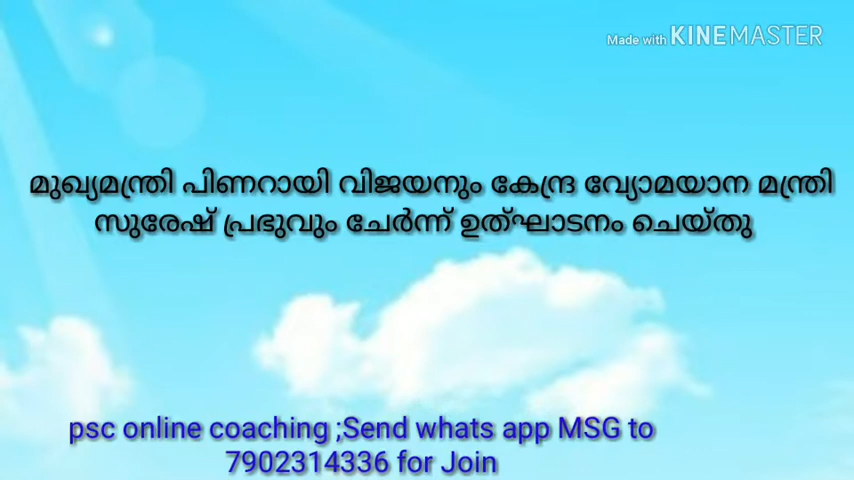 Made with KINEMASTER
മുഖ്യമന്ത്രി പിണറായി വിജയനും കേന്ദ്ര വ്യോമയാന മന്ത്രി
സുരേഷ് പ്രഭുവും ചേർന്ന് ഉത്ഘാടനം ചെയ്തു
psc online coaching ;Send whats app MSG to
7902314336 for Join